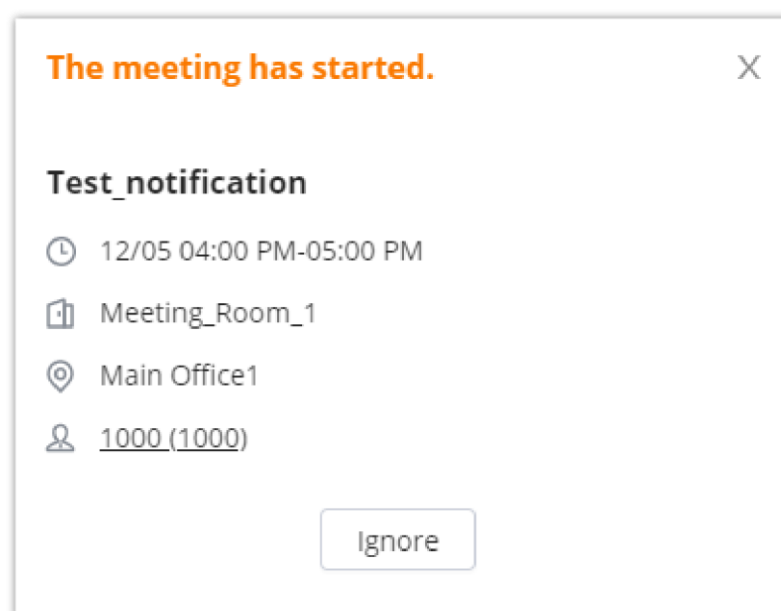 The meeting has started.
Test_notification
12/05 04:00 PM-05:00 PM
Meeting_Room_1
Main Office1
1000 (1000)
Ignore